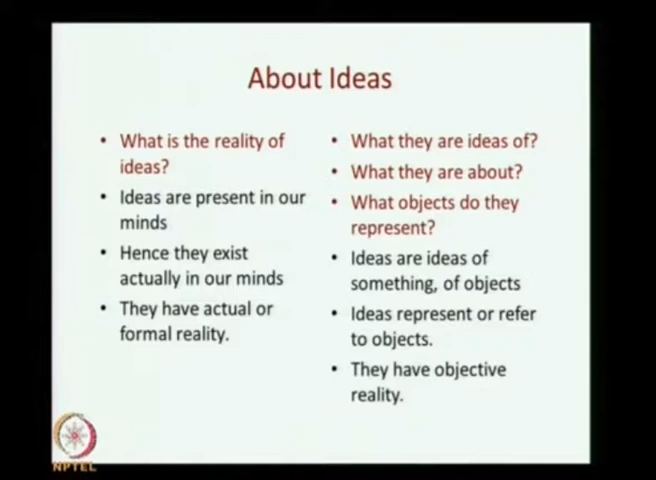 About Ideas
• What is the reality of
ideas?
• Ideas are present in our
minds
• Hence they exist
actually in our minds
• They have actual or
formal reality.
• What they are ideas of?
• What they are about?
• What objects do they
represent?
• Ideas are ideas of
something, of objects
• Ideas represent or refer
to objects.
• They have objective
reality.
NPTEL